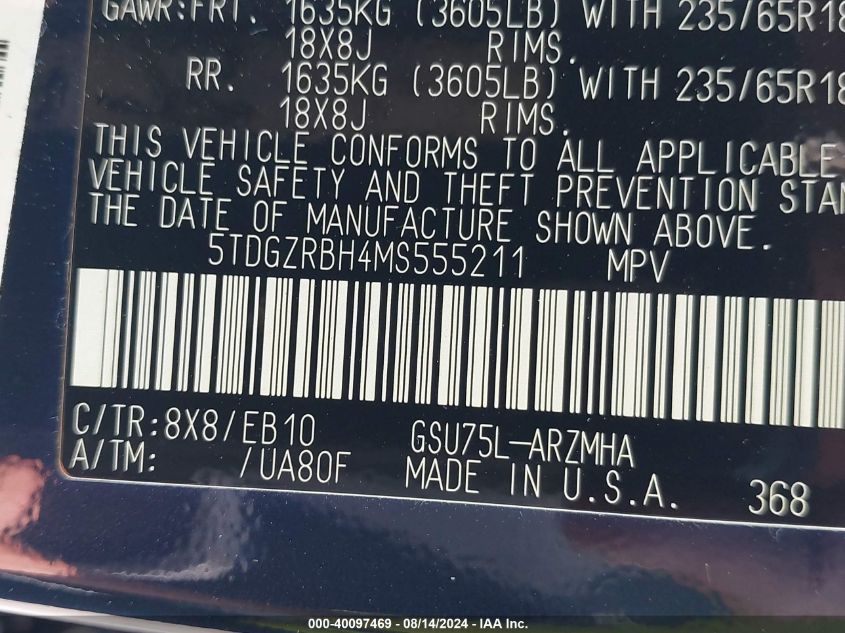 GAWR:FRT. 1635KG (3605LB) WITH 235/65R18
18X8J RIMS.
RR. 1635KG (3605LB) WITH 235/65R18
18X8J RIMS.
THIS VEHICLE CONFORMS TO ALL APPLICABLE
VEHICLE SAFETY AND THEFT PREVENTION STAN
THE DATE OF MANUFACTURE SHOWN ABOVE.
5TDGZRBH4MS555211 MPV
C/TR:8X8/EB10 GSU75L-ARZMHA
A/TM: /UA80F MADE IN U.S.A. 368
000-40097469 | 08/14/2024 - IAA Inc.